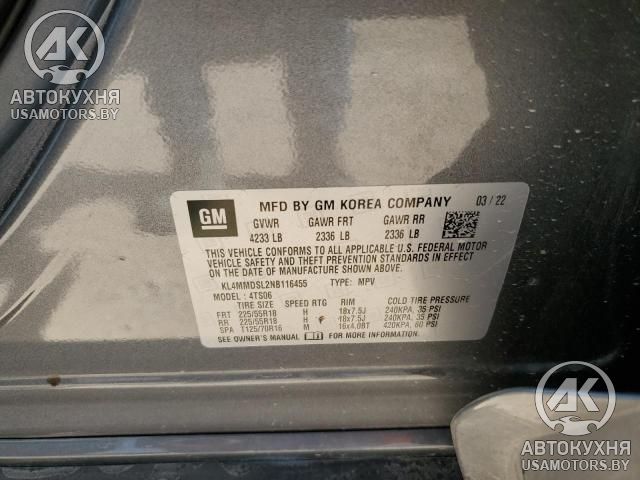 АК
АВТОКУХНЯ
USAMOTORS.BY
GM
MFD BY GM KOREA COMPANY 03 / 22
GVWR GAWR FRT GAWR RR
4233 LB 2336 LB 2336 LB
THIS VEHICLE CONFORMS TO ALL APPLICABLE U.S. FEDERAL MOTOR
VEHICLE SAFETY AND THEFT PREVENTION STANDARDS IN EFFECT
ON THE DATE OF MANUFACTURE SHOWN ABOVE.
KL4MMDSL2NB116455 TYPE: MPV
MODEL: 4TS06
TIRE SIZE SPEED RTG RIM COLD TIRE PRESSURE
FRT 225/55R18 H 18x7.5J 240KPA, 35 PSI
RR 225/55R18 H 18x7.5J 240KPA, 35 PSI
SPA T125/70R16 M 16x4.0BT 420KPA, 60 PSI
SEE OWNER'S MANUAL FOR MORE INFORMATION.
АК
АВТОКУХНЯ
USAMOTORS.BY